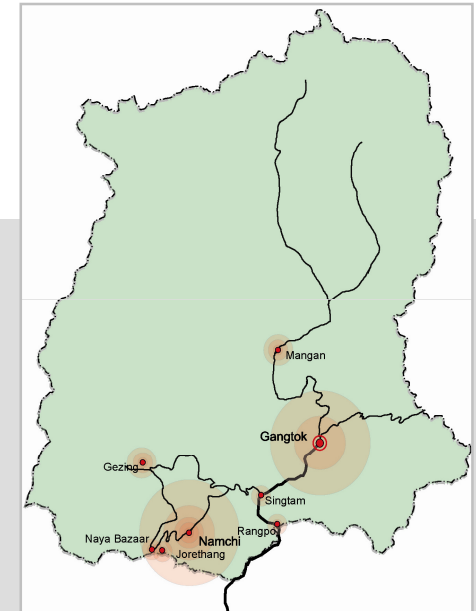 Mangan
Gangtok
Gezing
Singtam
Rangpo
Namchi
Naya Bazaar
Jorethang